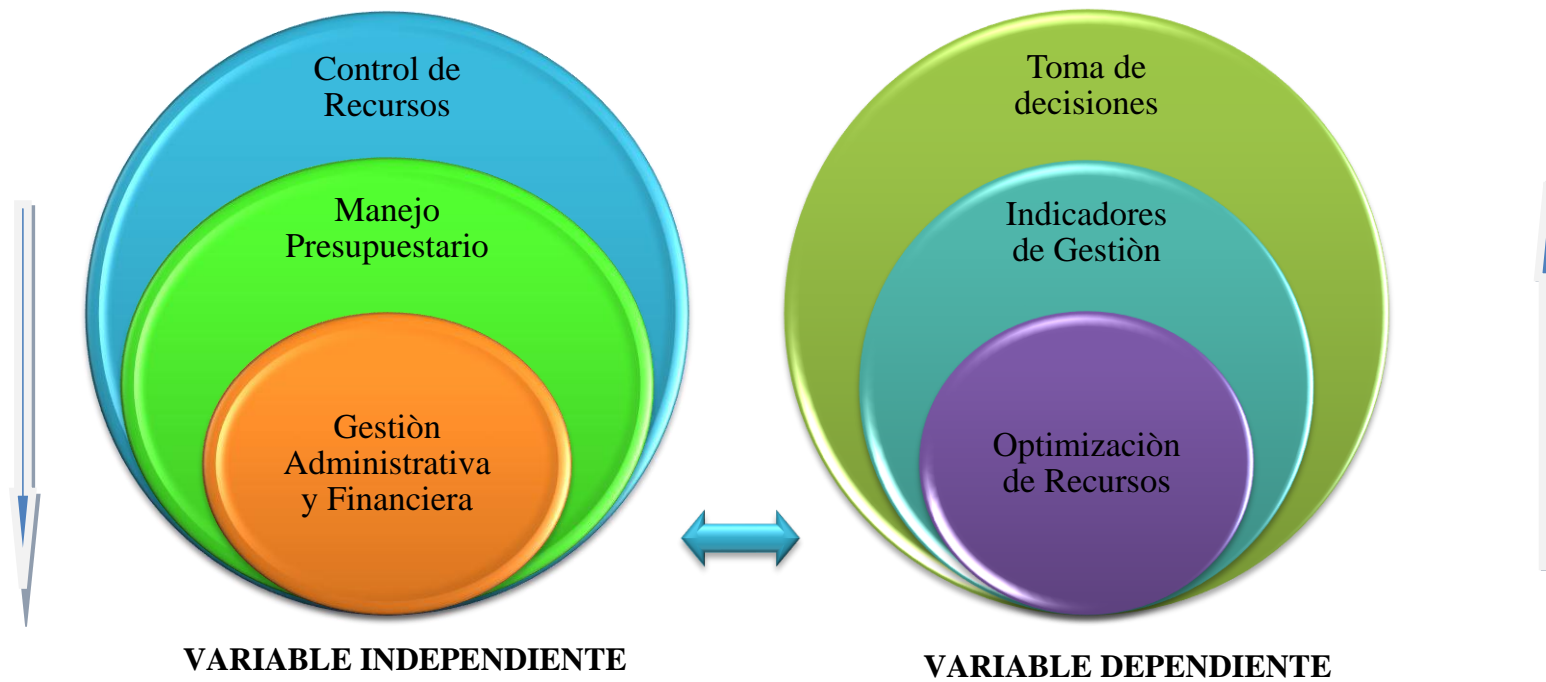 Control de
Recursos
Manejo
Presupuestario
Gestiòn
Administrativa
y Financiera
VARIABLE INDEPENDIENTE
Toma de
decisiones
Indicadores
de Gestiòn
Optimizaciòn
de Recursos
VARIABLE DEPENDIENTE